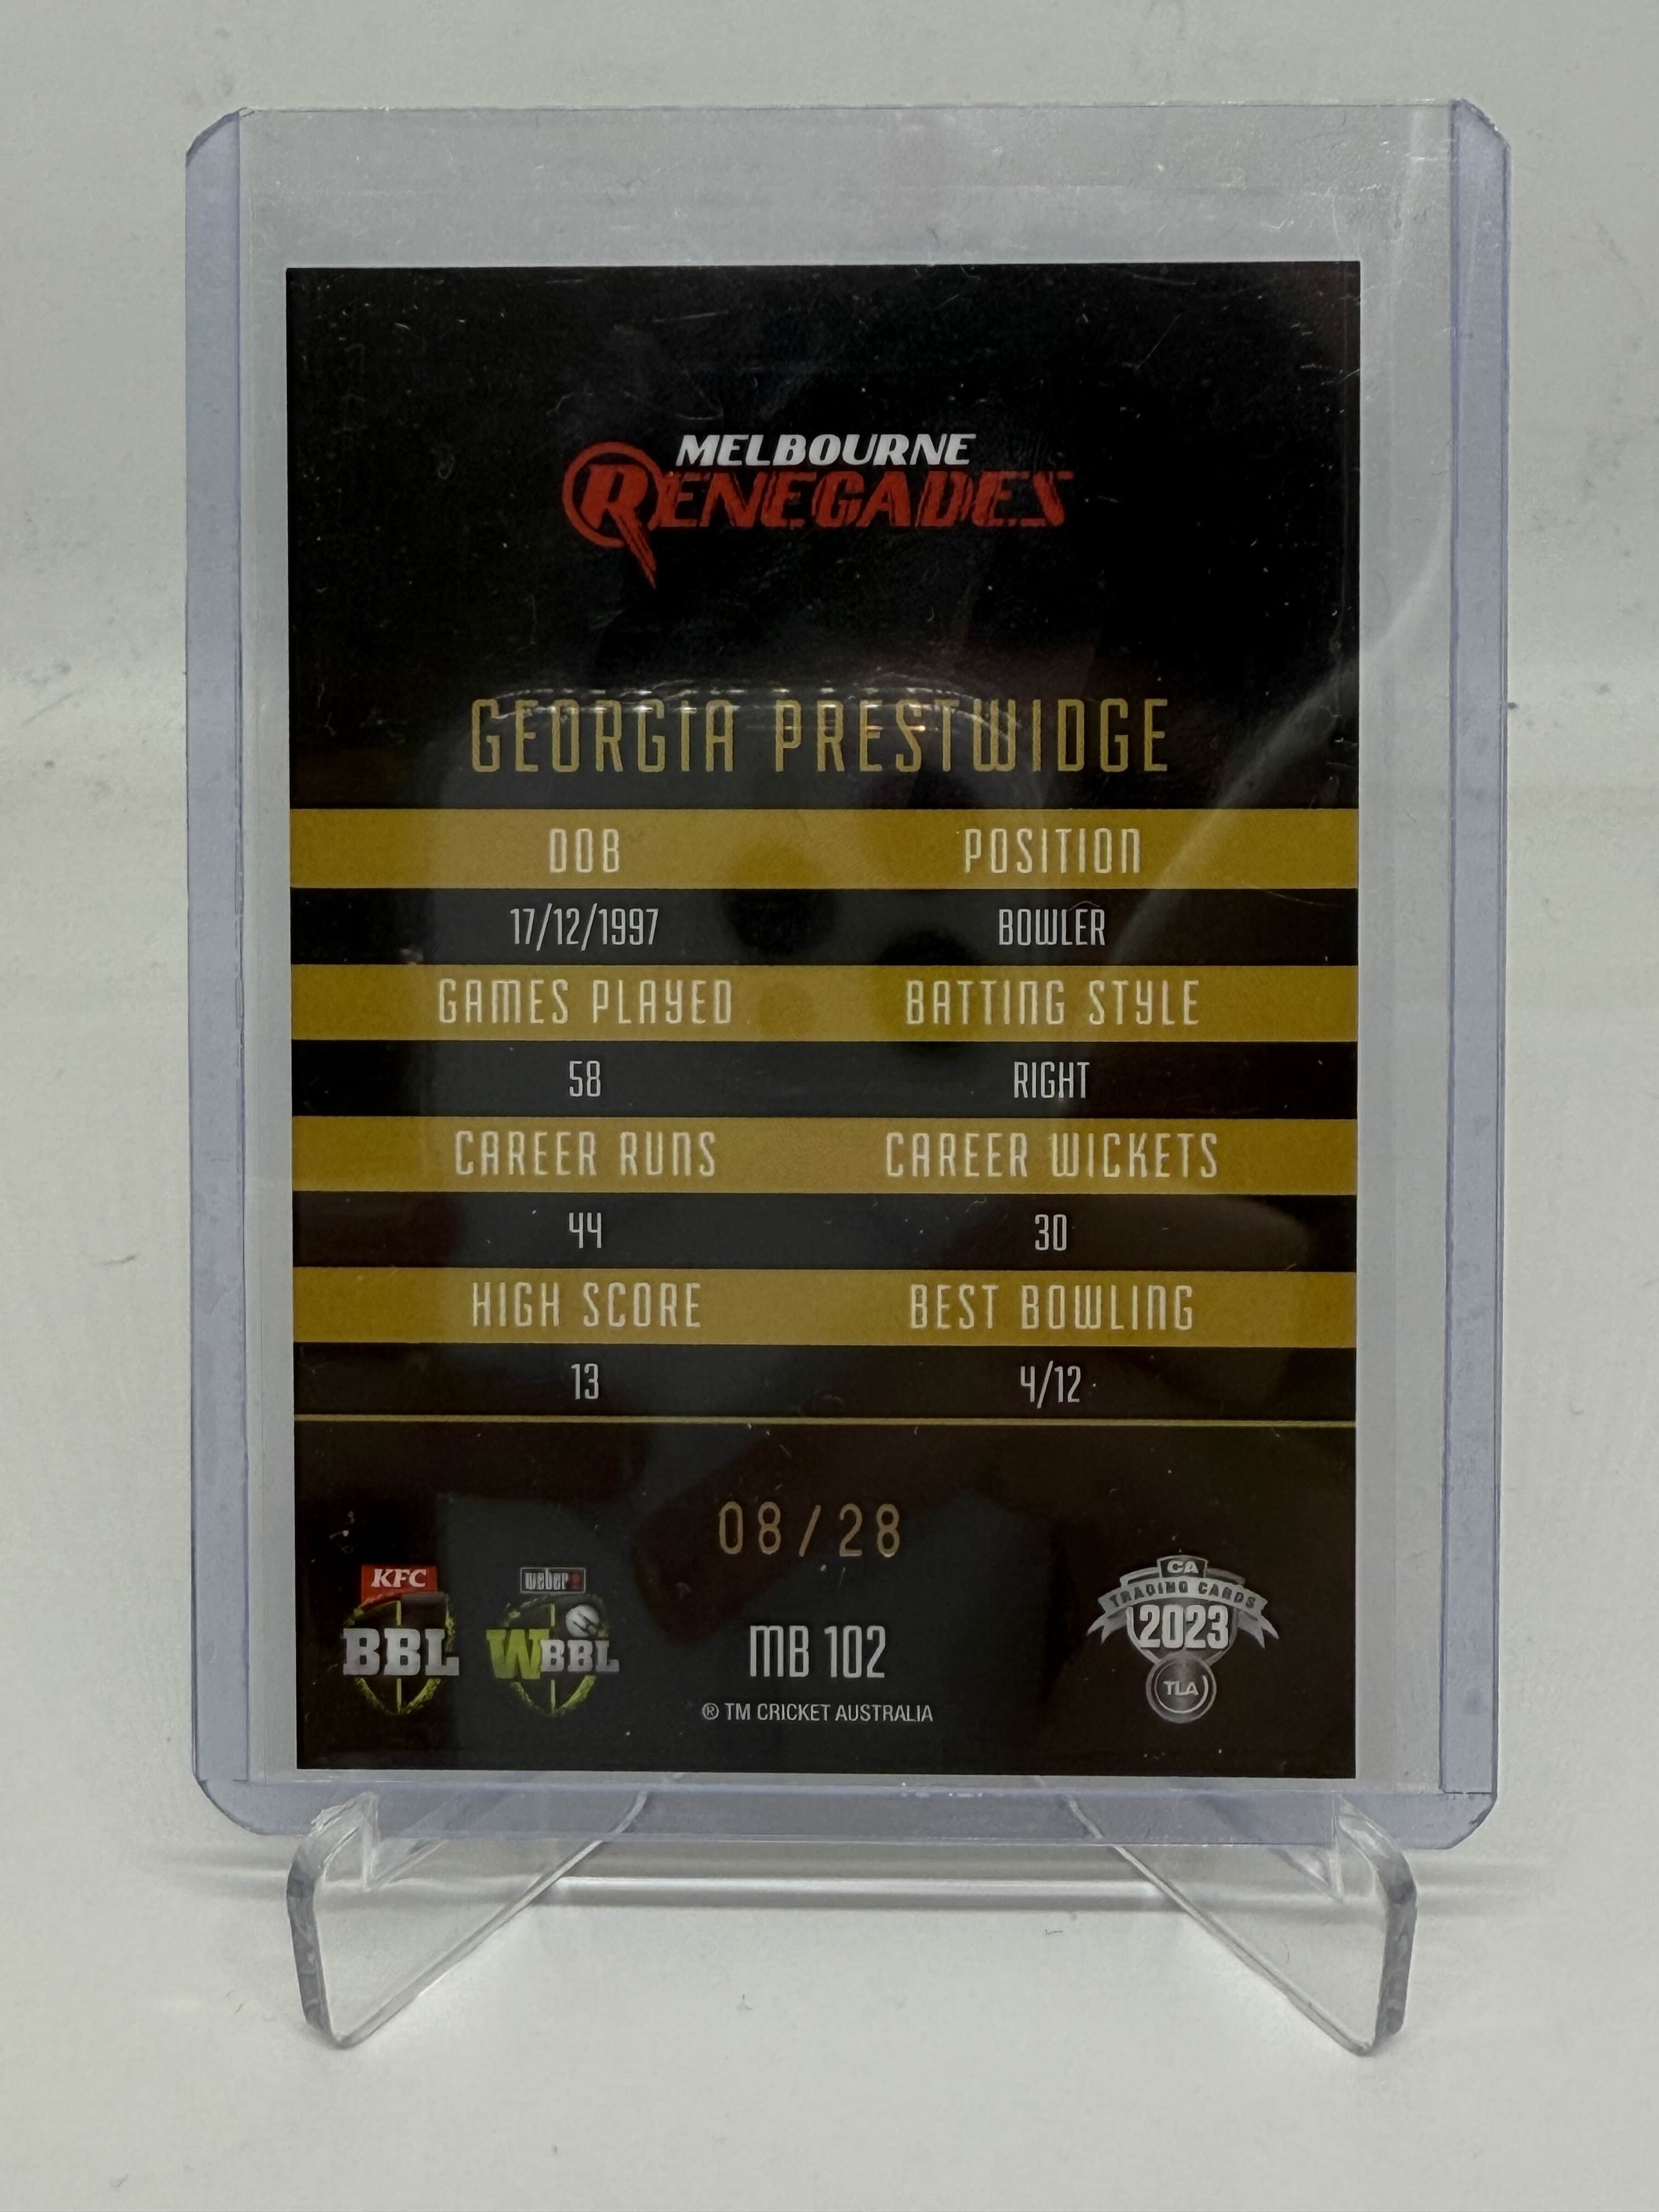 MELBOURNE
RENEGADES
GEORGIA PRESTWIDGE
DOB POSITION
17/12/1997 BOWLER
GAMES PLAYED BATTING STYLE
58 RIGHT
CAREER RUNS CAREER WICKETS
44 30
HIGH SCORE BEST BOWLING
13 4/12
08/28
KFC
BBL
weber
WBBL
MB 102
® TM CRICKET AUSTRALIA
CA
TRADING CARDS
2023
TLA